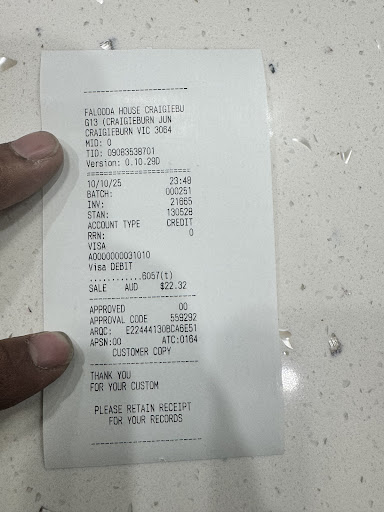 ------------------------
FALOODA HOUSE CRAIGIEBU
G13 (CRAIGIEBURN JUN
CRAIGIEBURN VIC 3064
MID: 0
TID: 09083538701
Version: 0.10.29D
========================
10/10/25 23:48
BATCH: 000251
INV: 21665
STAN: 130528
ACCOUNT TYPE CREDIT
RRN: 0
VISA
A0000000031010
Visa DEBIT
............6057(t)
SALE AUD $22.32
------------------------
APPROVED 00
APPROVAL CODE 559292
ARQC: E22444130BCA6E51
APSN:00 ATC:0164
CUSTOMER COPY
------------------------
THANK YOU
FOR YOUR CUSTOM
PLEASE RETAIN RECEIPT
FOR YOUR RECORDS
------------------------